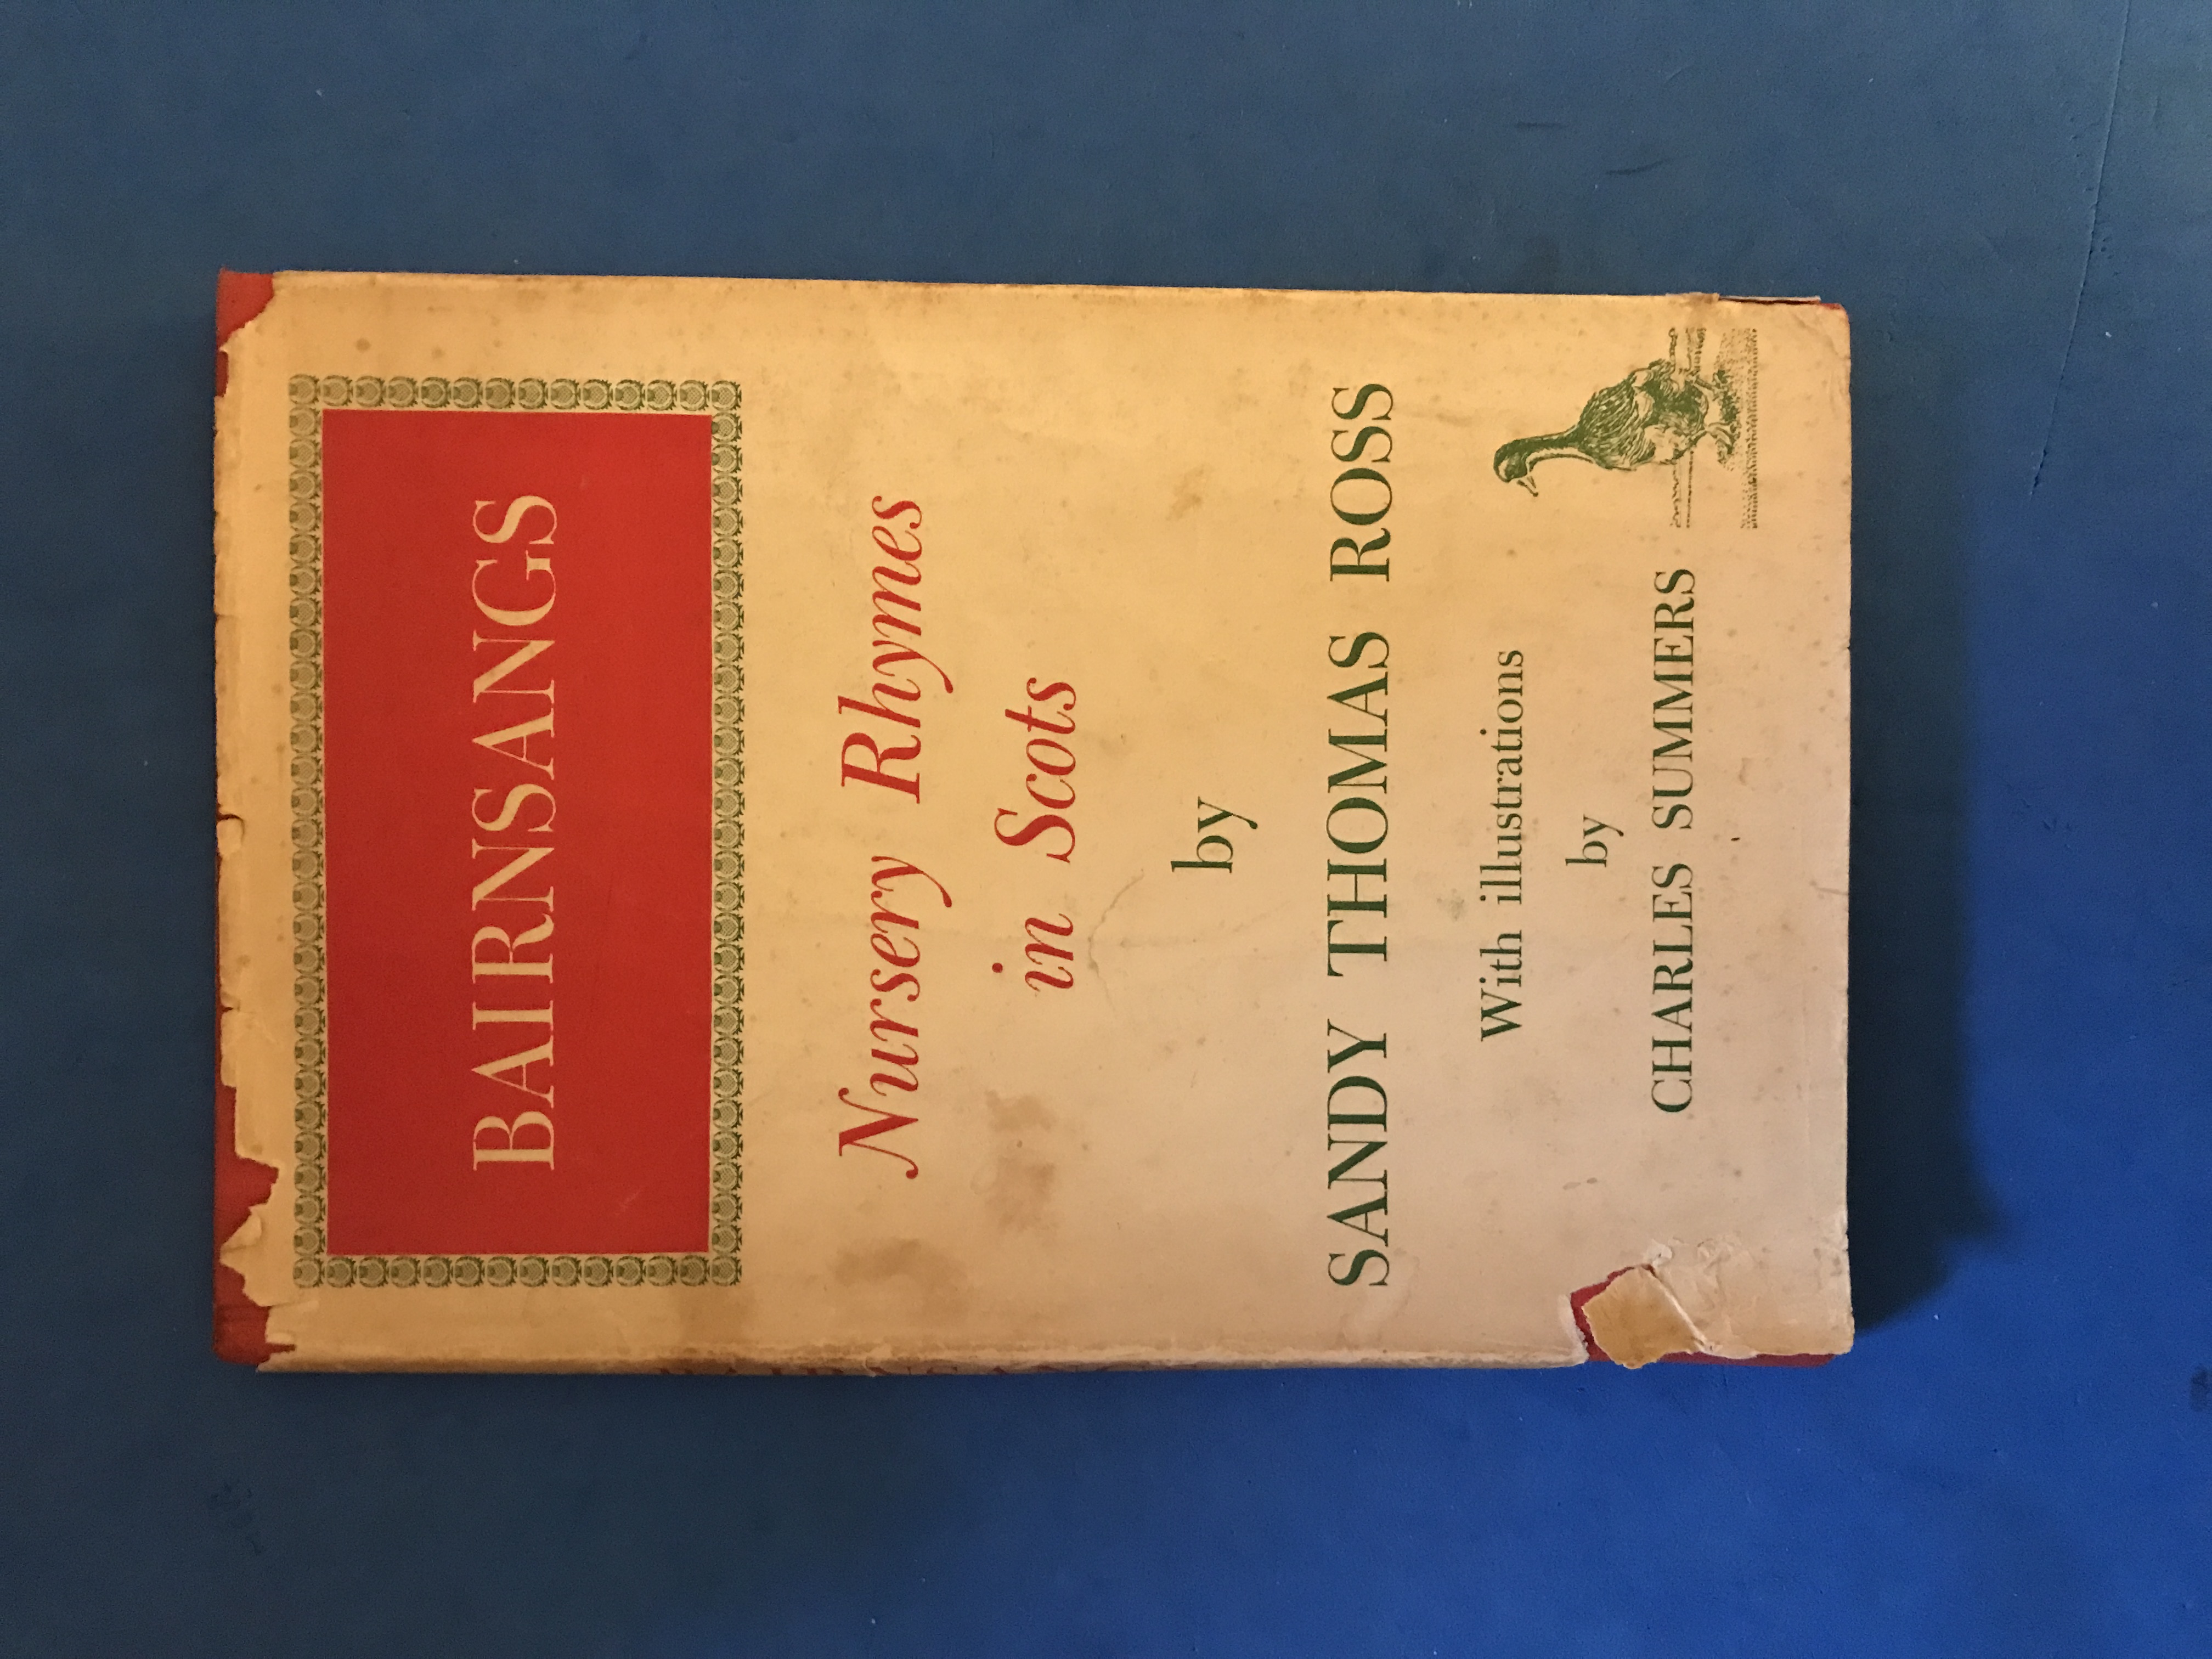 BAIRNSANGS
Nursery Rhymes
in Scots
by
SANDY THOMAS ROSS
With illustrations
by
CHARLES SUMMERS